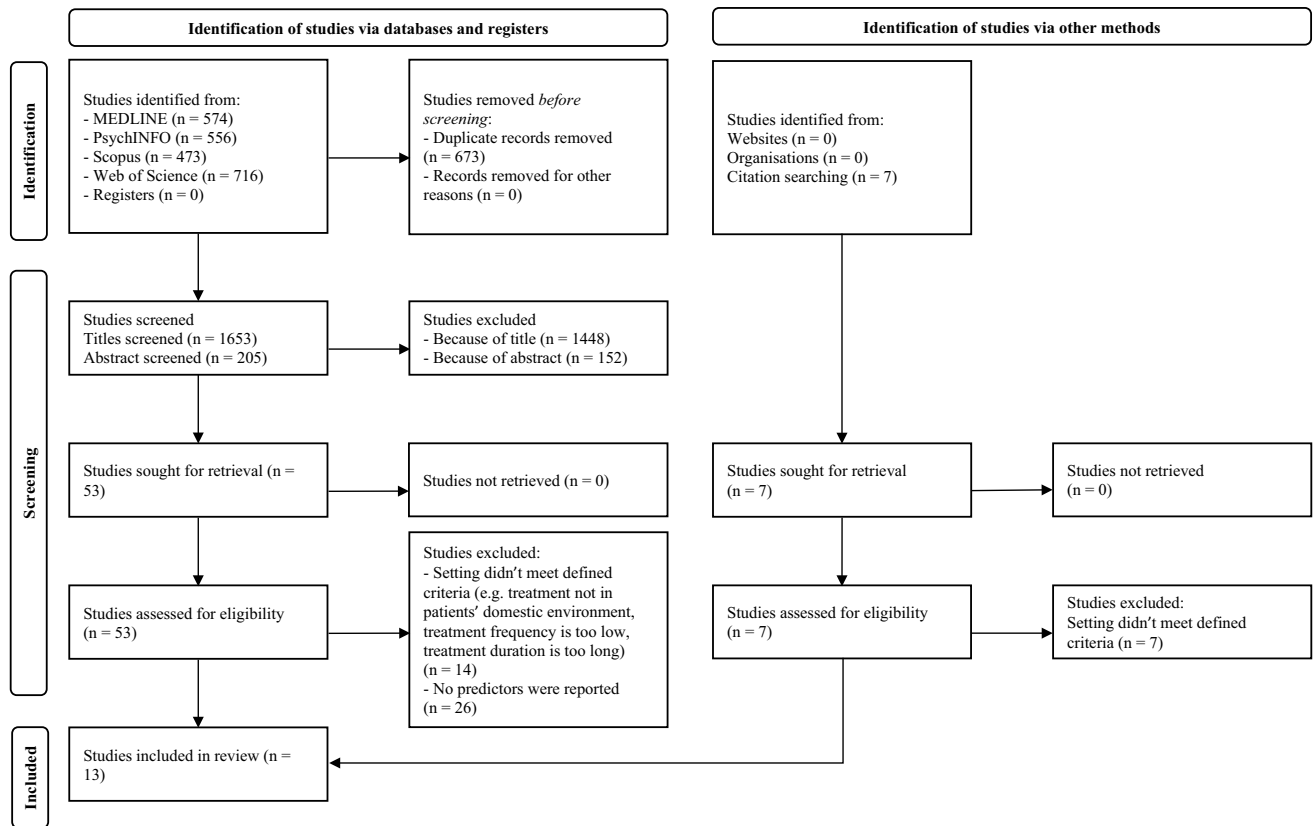 Identification of studies via databases and registers
Identification of studies via other methods
Identification
Studies identified from:
- MEDLINE (n = 574)
- PsychINFO (n = 556)
- Scopus (n = 473)
- Web of Science (n = 716)
- Registers (n = 0)
Studies removed before
screening:
- Duplicate records removed
(n = 673)
- Records removed for other
reasons (n = 0)
Studies identified from:
Websites (n = 0)
Organisations (n = 0)
Citation searching (n = 7)
Screening
Studies screened
Titles screened (n = 1653)
Abstract screened (n = 205)
Studies excluded
- Because of title (n = 1448)
- Because of abstract (n = 152)
Studies sought for retrieval (n =
53)
Studies not retrieved (n = 0)
Studies sought for retrieval
(n = 7)
Studies not retrieved
(n = 0)
Studies assessed for eligibility
(n = 53)
Studies excluded:
- Setting didn′t meet defined
criteria (e.g. treatment not in
patients′ domestic environment,
treatment frequency is too low,
treatment duration is too long)
(n = 14)
- No predictors were reported
(n = 26)
Studies assessed for eligibility
(n = 7)
Studies excluded:
Setting didn′t meet defined
criteria (n = 7)
Included
Studies included in review (n =
13)